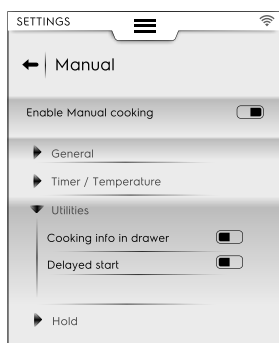 SETTINGS
Manual
Enable Manual cooking
General
Timer / Temperature
Utilities
Cooking info in drawer
Delayed start
Hold